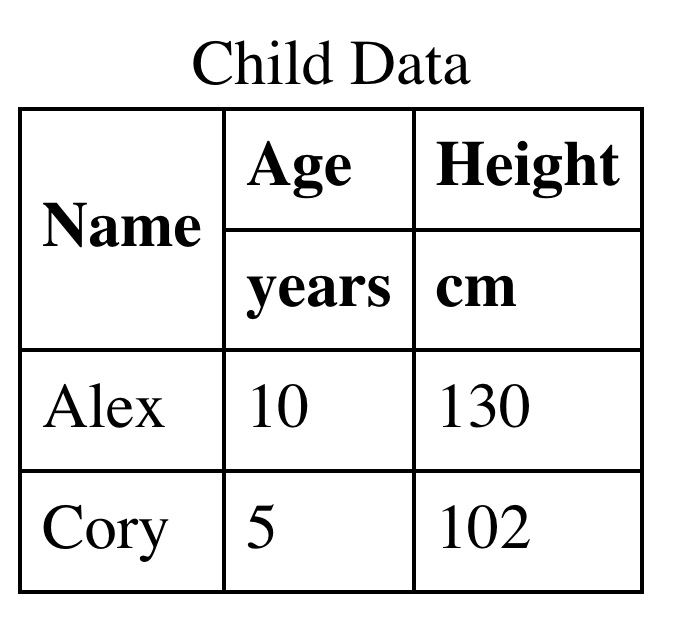 Child Data
Age Height
Name
years cm
Alex 10 130
Cory 5 102